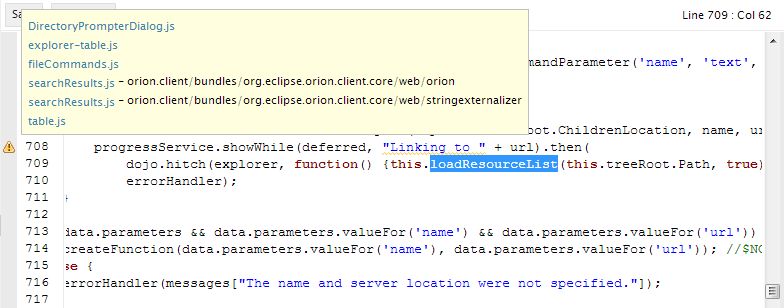 Sa
Line 709 : Col 62
DirectoryPrompterDialog.js
explorer-table.js
fileCommands.js
searchResults.js - orion.client/bundles/org.eclipse.orion.client.core/web/orion
searchResults.js - orion.client/bundles/org.eclipse.orion.client.core/web/stringexternalizer
table.js
mandParameter('name', 'text',
root.ChildrenLocation, name, ur
708 progressService.showWhile(deferred, "Linking to " + url).then(
709 dojo.hitch(explorer, function() {this.loadResourceList(this.treeRoot.Path, true)
710 errorHandler);
711 }
712
713 data.parameters && data.parameters.valueFor('name') && data.parameters.valueFor('url'))
714 createFunction(data.parameters.valueFor('name'), data.parameters.valueFor('url')); //$NO
715 se {
716 errorHandler(messages["The name and server location were not specified."]);
717